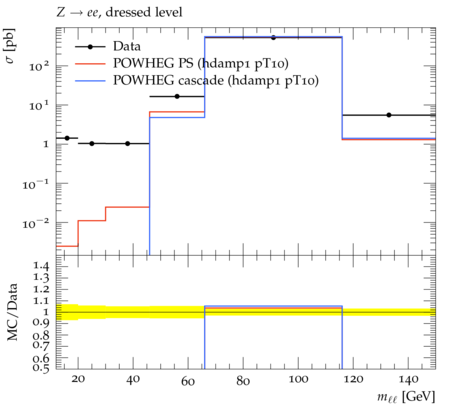 Z → ee, dressed level
σ [pb]
Data
POWHEG PS (hdamp1 pT10)
POWHEG cascade (hdamp1 pT10)
10²
10¹
1
10⁻¹
10⁻²
MC/Data
1.4
1.3
1.2
1.1
1
0.9
0.8
0.7
0.6
0.5
20 40 60 80 100 120 140
mℓℓ [GeV]